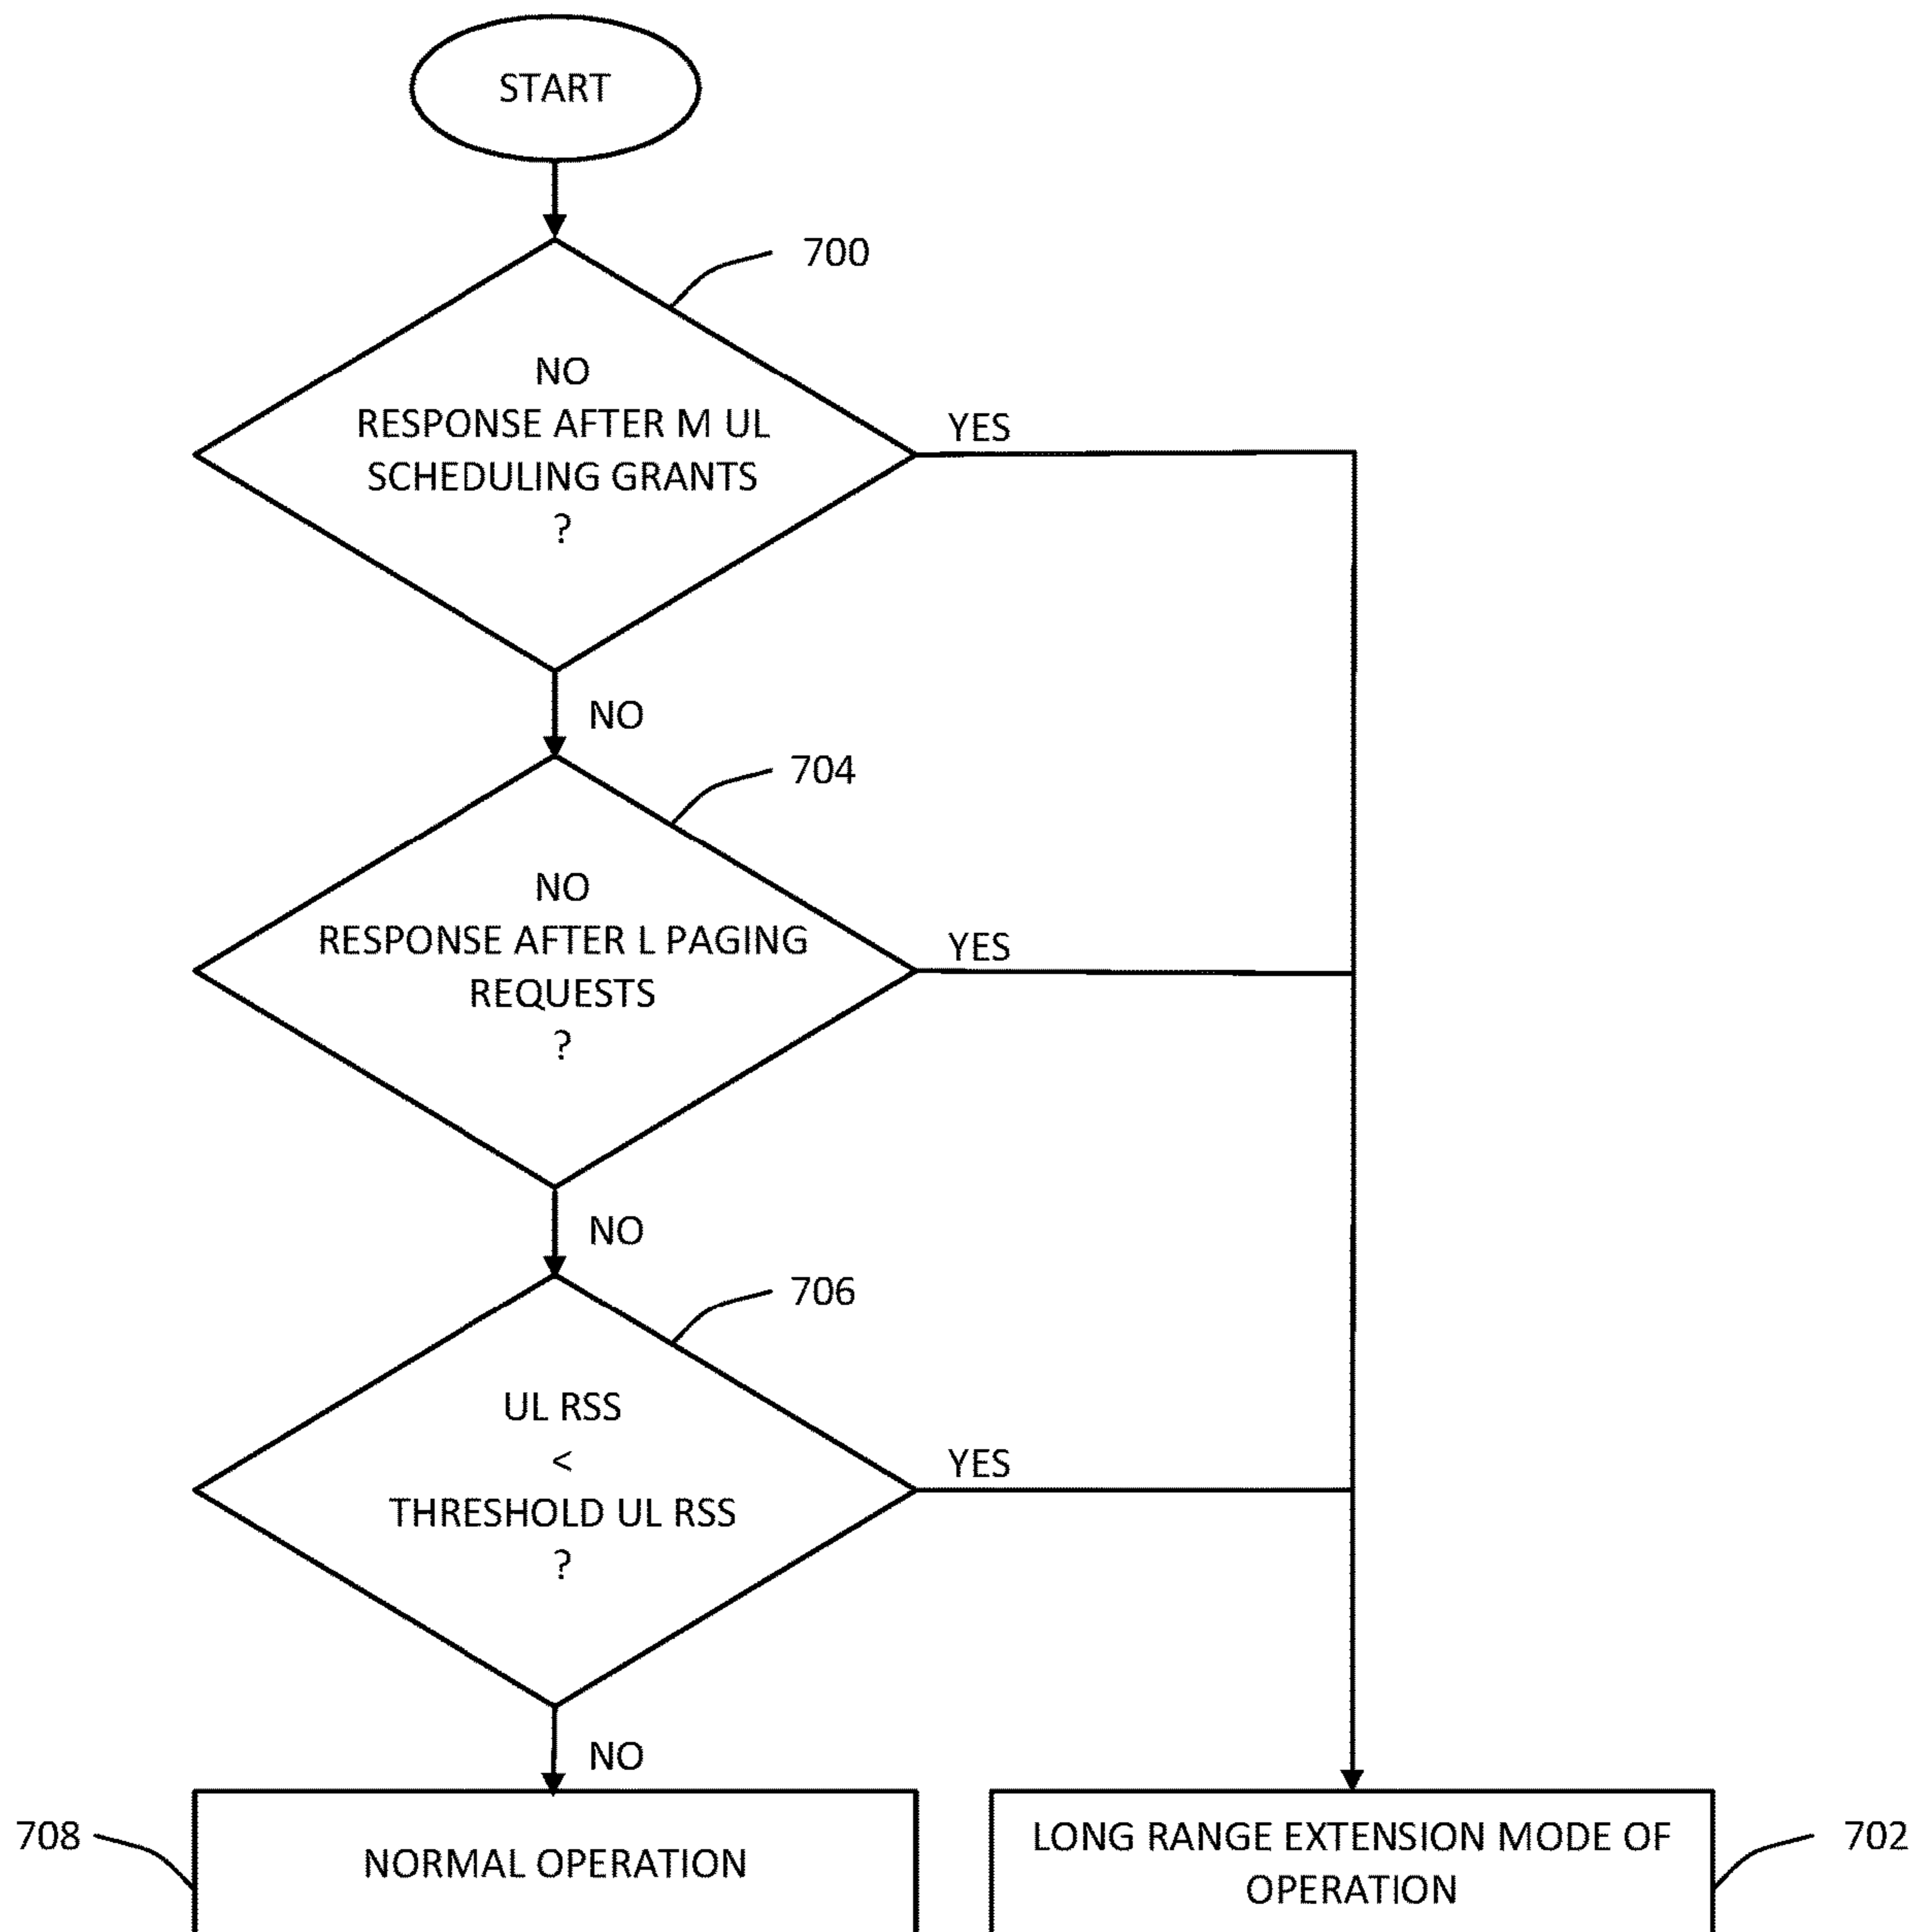 START
700
NO
RESPONSE AFTER M UL
SCHEDULING GRANTS
?
YES
NO
704
NO
RESPONSE AFTER L PAGING
REQUESTS
?
YES
NO
706
UL RSS
<
THRESHOLD UL RSS
?
YES
NO
708
NORMAL OPERATION
LONG RANGE EXTENSION MODE OF
OPERATION
702